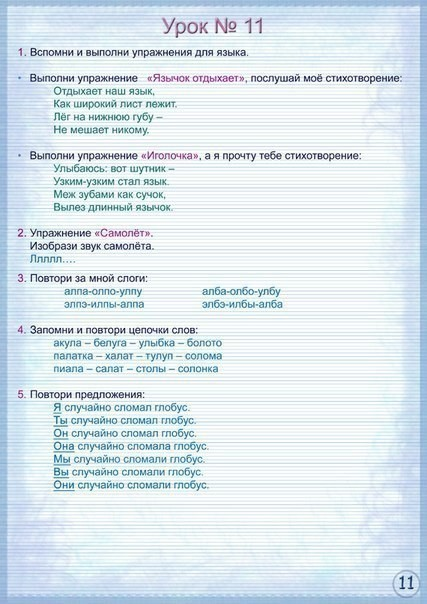 Урок № 11
1. Вспомни и выполни упражнения для языка.
• Выполни упражнение «Язычок отдыхает», послушай моё стихотворение:
Отдыхает наш язык,
Как широкий лист лежит.
Лёг на нижнюю губу –
Не мешает никому.
• Выполни упражнение «Иголочка», а я прочту тебе стихотворение:
Улыбаюсь: вот шутник –
Узким-узким стал язык.
Меж зубами как сучок,
Вылез длинный язычок.
2. Упражнение «Самолёт».
Изобрази звук самолёта.
Ллллл….
3. Повтори за мной слоги:
алпа-олпо-улпу алба-олбо-улбу
элпэ-илпы-алпа элбэ-илбы-алба
4. Запомни и повтори цепочки слов:
акула – белуга – улыбка – болото
палатка – халат – тулуп – солома
пиала – салат – столы – солонка
5. Повтори предложения:
Я случайно сломал глобус.
Ты случайно сломал глобус.
Он случайно сломал глобус.
Она случайно сломала глобус.
Мы случайно сломали глобус.
Вы случайно сломали глобус.
Они случайно сломали глобус.
11